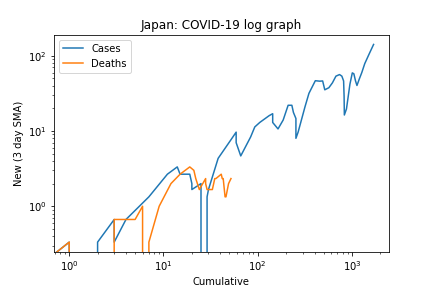 Japan: COVID-19 log graph
Cases
Deaths
New (3 day SMA)
10²
10¹
10⁰
10⁰ 10¹ 10² 10³
Cumulative